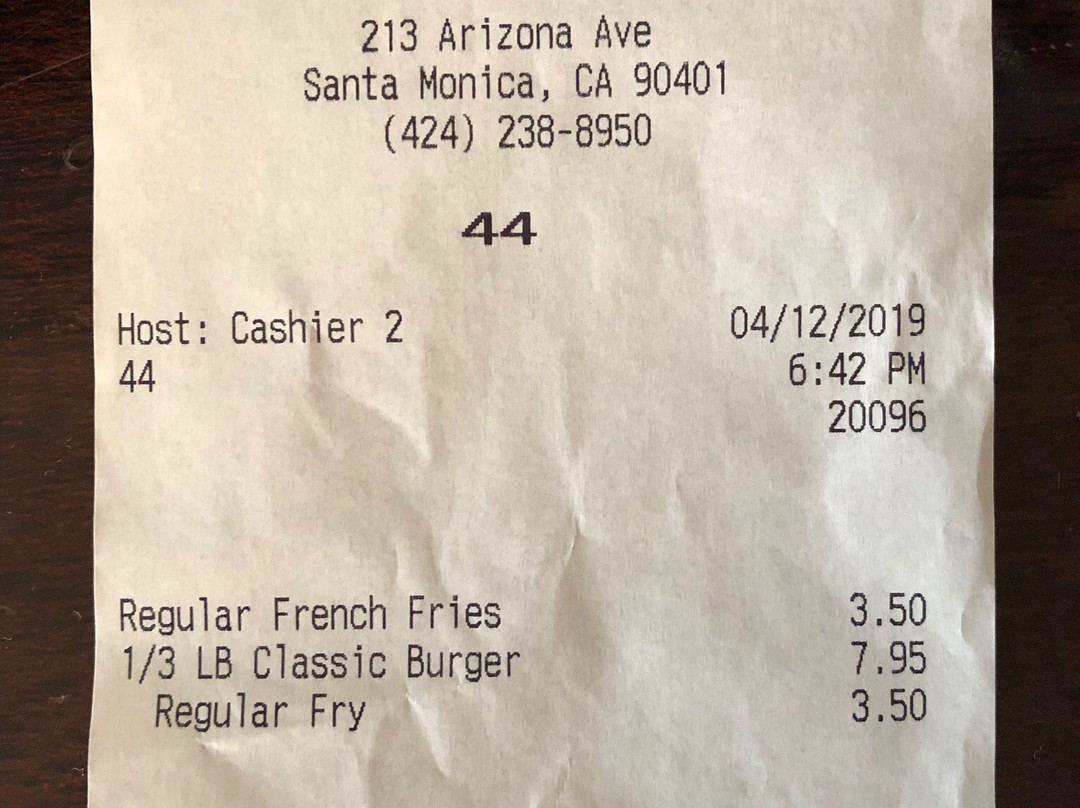 213 Arizona Ave
Santa Monica, CA 90401
(424) 238-8950
44
Host: Cashier 2 04/12/2019
44 6:42 PM
20096
Regular French Fries 3.50
1/3 LB Classic Burger 7.95
Regular Fry 3.50